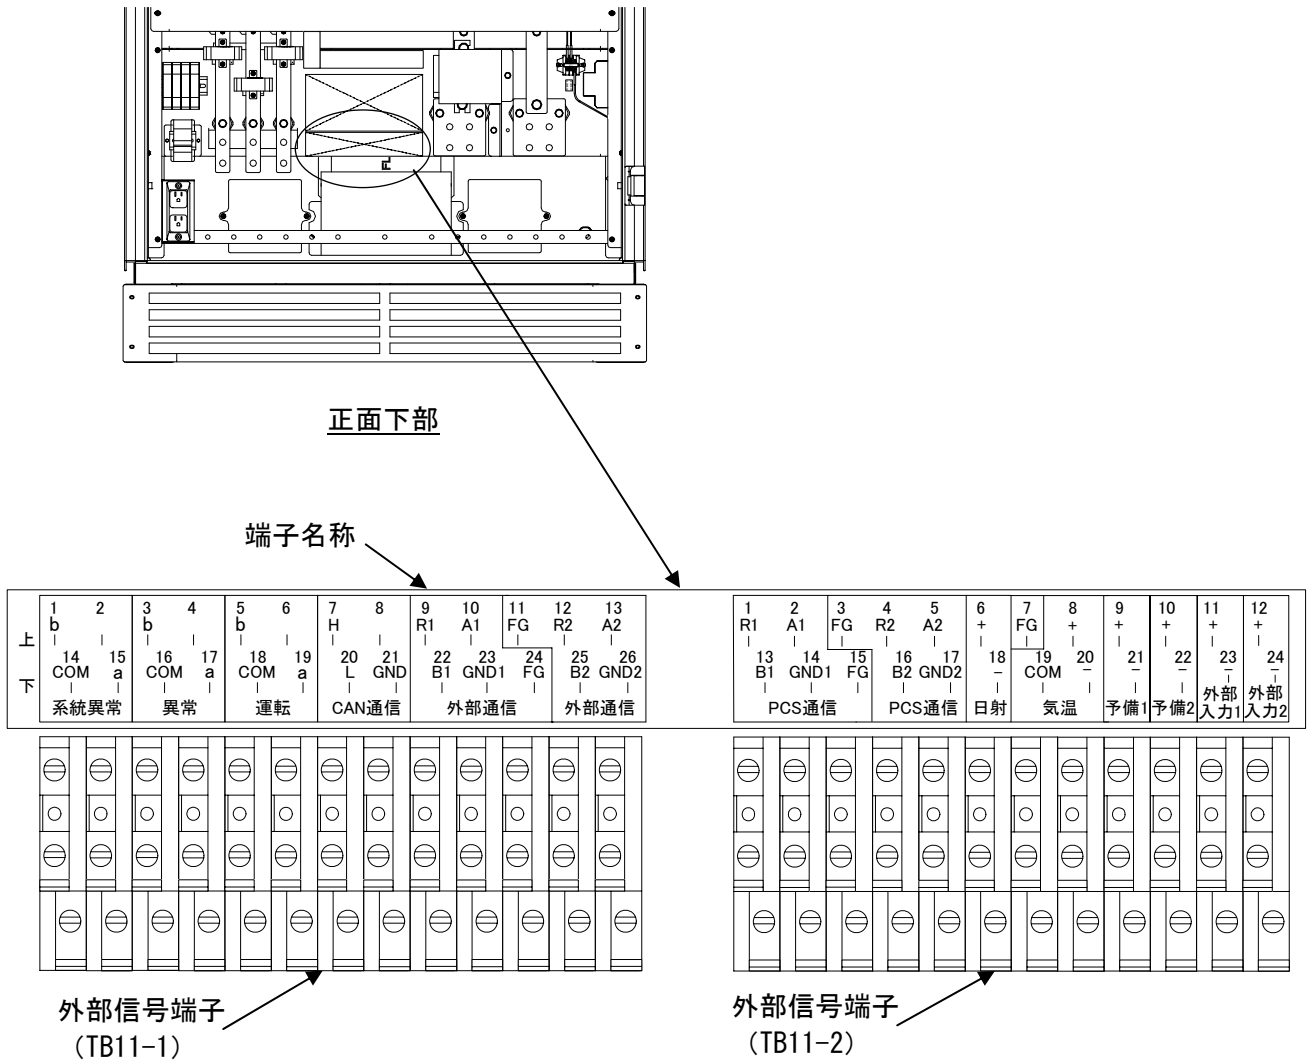 FL
正面下部
端子名称
上
下
1 2 3 4 5 6 7 8 9 10 11 12 13
b b b H R1 A1 FG R2 A2
14 15 16 17 18 19 20 21 22 23 24 25 26
COM a COM a COM a L GND B1 GND1 FG B2 GND2
系統異常 異常 運転 CAN通信 外部通信 外部通信
1 2 3 4 5 6 7 8 9 10 11 12
R1 A1 FG R2 A2 + FG + + + + +
13 14 15 16 17 18 19 20 21 22 23 24
B1 GND1 FG B2 GND2 - COM - - - - -
PCS通信 PCS通信 日射 気温 予備1 予備2 外部入力1 外部入力2
外部信号端子
(TB11-1)
外部信号端子
(TB11-2)